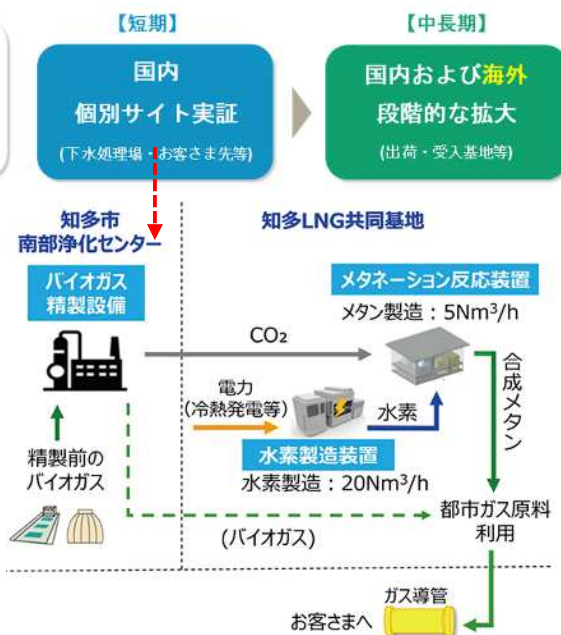 【短期】
【中長期】
国内
個別サイト実証
(下水処理場・お客さま先等)
国内および海外
段階的な拡大
(出荷・受入基地等)
知多市
南部浄化センター
知多LNG共同基地
バイオガス
精製設備
メタネーション反応装置
メタン製造：5Nm³/h
CO₂
電力
(冷熱発電等)
水素
合成メタン
水素製造装置
水素製造：20Nm³/h
精製前の
バイオガス
(バイオガス)
都市ガス原料
利用
ガス導管
お客さまへ